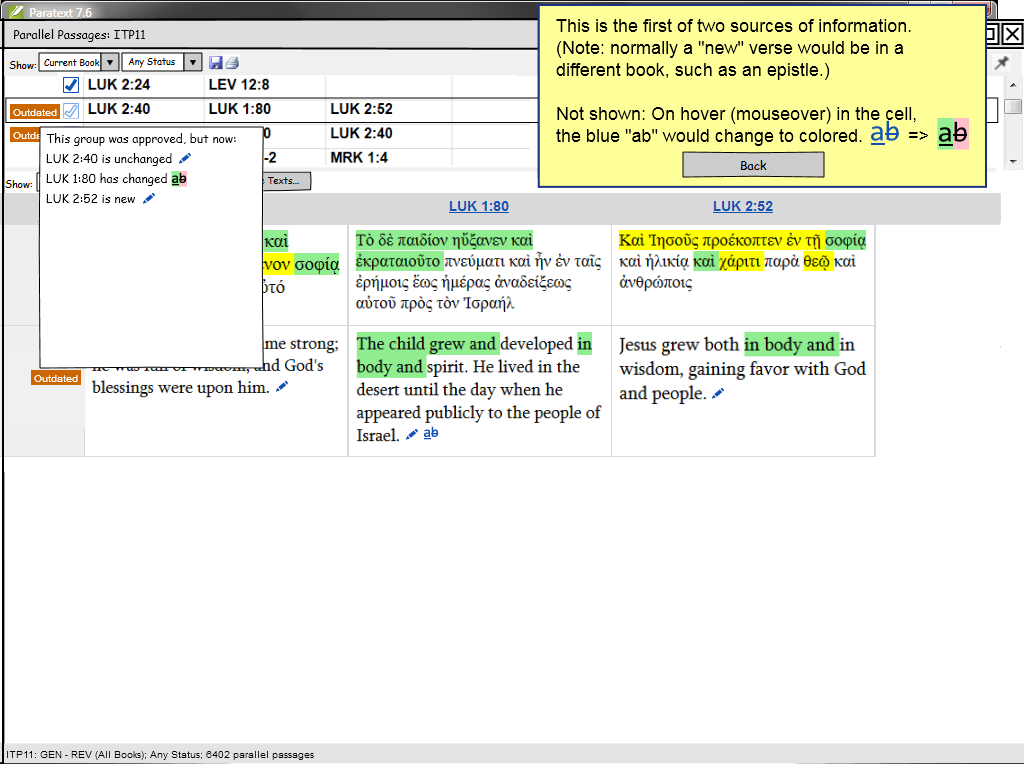 Paratext 7.6
Parallel Passages: ITP11
Show: Current Book Any Status
LUK 2:24 LEV 12:8
Outdated LUK 2:40 LUK 1:80 LUK 2:52
Outda 0 LUK 2:40
-2 MRK 1:4
This group was approved, but now:
LUK 2:40 is unchanged
LUK 1:80 has changed ab
LUK 2:52 is new
This is the first of two sources of information.
(Note: normally a "new" verse would be in a
different book, such as an epistle.)
Not shown: On hover (mouseover) in the cell,
the blue "ab" would change to colored. ab => ab
Back
Show: Texts...
LUK 1:80 LUK 2:52
καὶ
νον σοφίᾳ
τό
Τὸ δὲ παιδίον ηὔξανεν καὶ
ἐκραταιοῦτο πνεύματι καὶ ἦν ἐν ταῖς
ἐρήμοις ἕως ἡμέρας ἀναδείξεως
αὐτοῦ πρὸς τὸν Ἰσραήλ
Καὶ Ἰησοῦς προέκοπτεν ἐν τῇ σοφίᾳ
καὶ ἡλικίᾳ καὶ χάριτι παρὰ θεῷ καὶ
ἀνθρώποις
Outdated
me strong;
he was full of wisdom, and God's
blessings were upon him.
The child grew and developed in
body and spirit. He lived in the
desert until the day when he
appeared publicly to the people of
Israel. ab
Jesus grew both in body and in
wisdom, gaining favor with God
and people.
ITP11: GEN - REV (All Books); Any Status; 6402 parallel passages